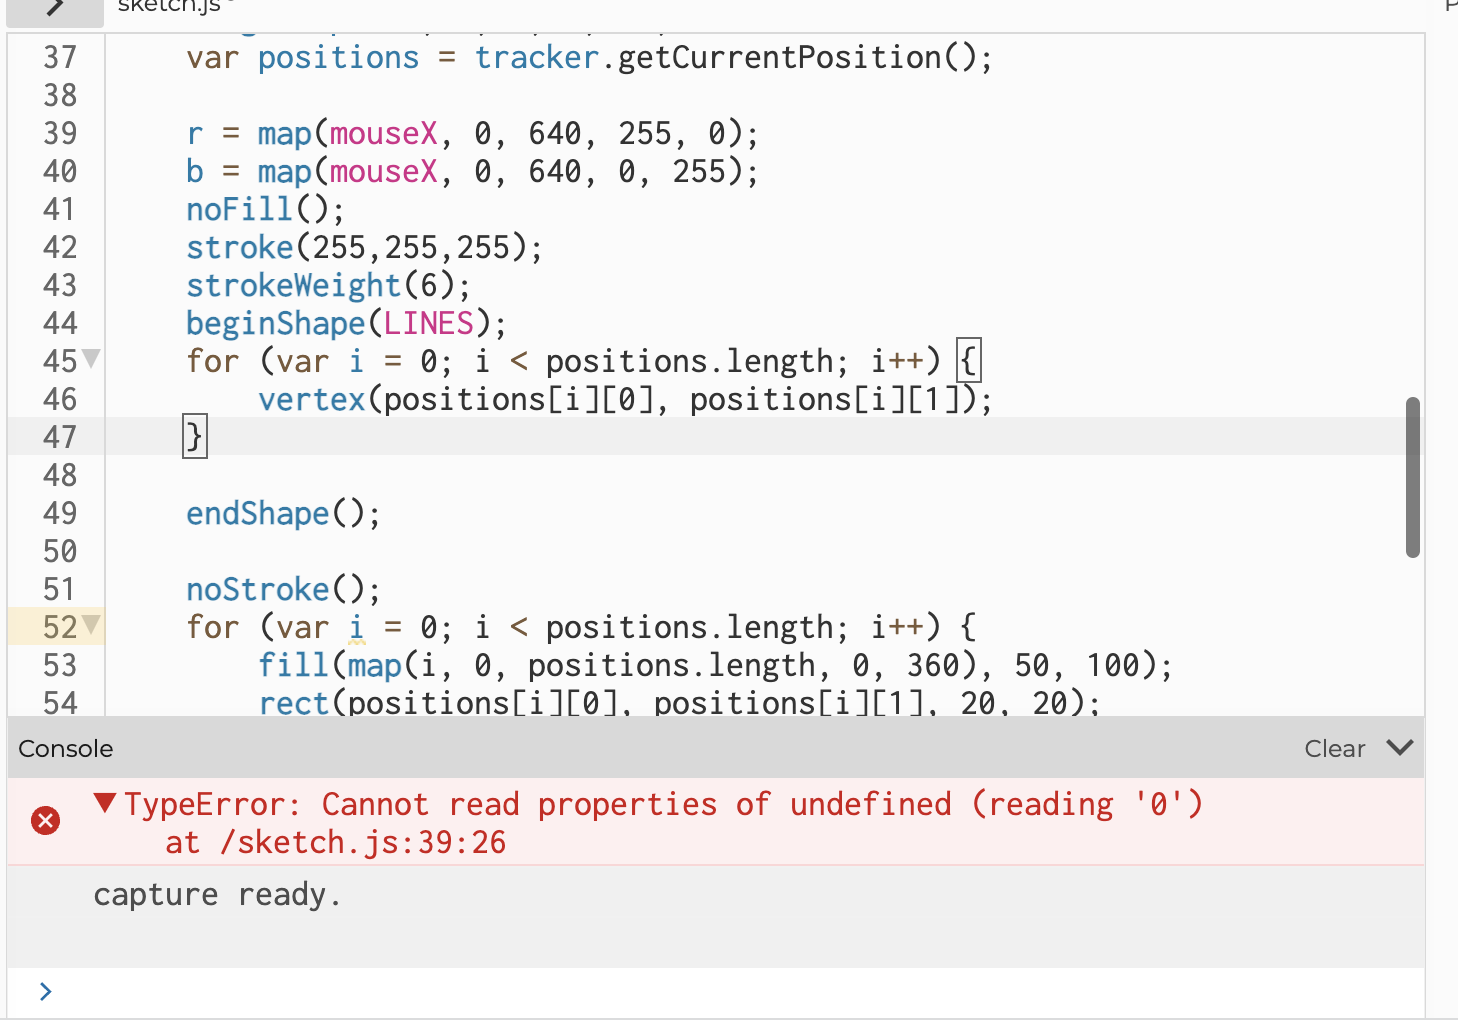 sketch.js
37 var positions = tracker.getCurrentPosition();
38
39 r = map(mouseX, 0, 640, 255, 0);
40 b = map(mouseX, 0, 640, 0, 255);
41 noFill();
42 stroke(255,255,255);
43 strokeWeight(6);
44 beginShape(LINES);
45 for (var i = 0; i < positions.length; i++) {
46 vertex(positions[i][0], positions[i][1]);
47 }
48
49 endShape();
50
51 noStroke();
52 for (var i = 0; i < positions.length; i++) {
53 fill(map(i, 0, positions.length, 0, 360), 50, 100);
54 rect(positions[i][0], positions[i][1], 20, 20);
Console Clear
TypeError: Cannot read properties of undefined (reading '0')
at /sketch.js:39:26
capture ready.
>